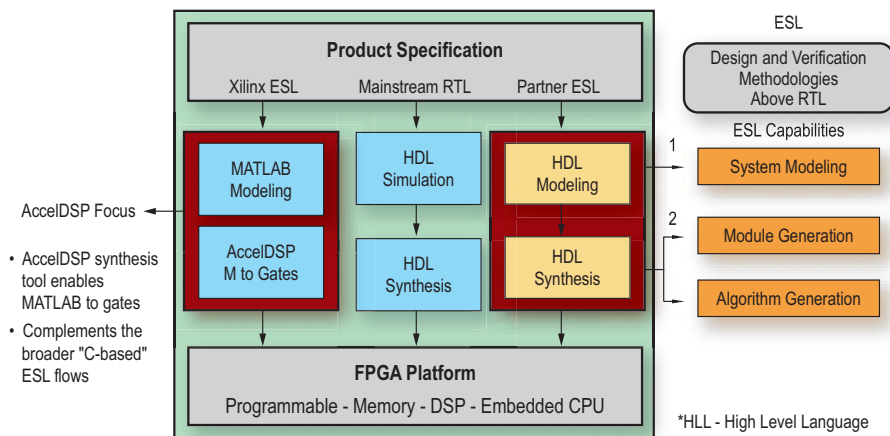 Product Specification
Xilinx ESL
Mainstream RTL
Partner ESL
MATLAB
Modeling
AccelDSP
M to Gates
HDL
Simulation
HDL
Synthesis
HDL
Modeling
HDL
Synthesis
FPGA Platform
Programmable - Memory - DSP - Embedded CPU
AccelDSP Focus
• AccelDSP synthesis
tool enables
MATLAB to gates
• Complements the
broader "C-based"
ESL flows
ESL
Design and Verification
Methodologies
Above RTL
ESL Capabilities
1
System Modeling
2
Module Generation
Algorithm Generation
*HLL - High Level Language